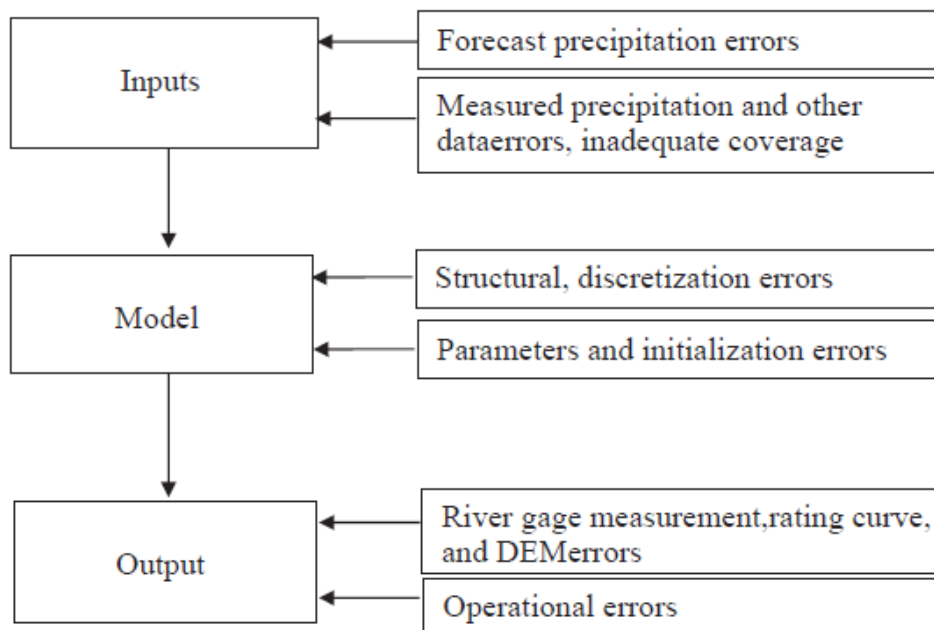 Inputs
Forecast precipitation errors
Measured precipitation and other
dataerrors, inadequate coverage
Model
Structural, discretization errors
Parameters and initialization errors
Output
River gage measurement,rating curve,
and DEMerrors
Operational errors